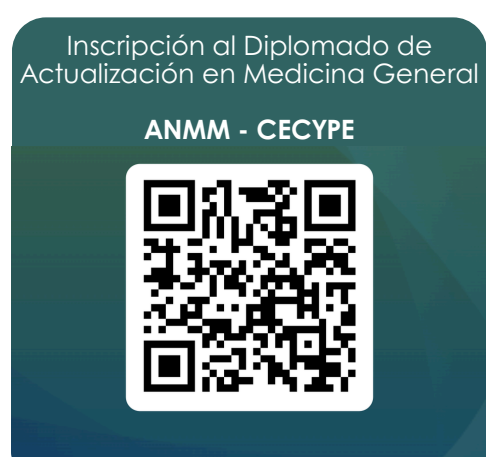 Inscripción al Diplomado de
Actualización en Medicina General
ANMM - CECYPE